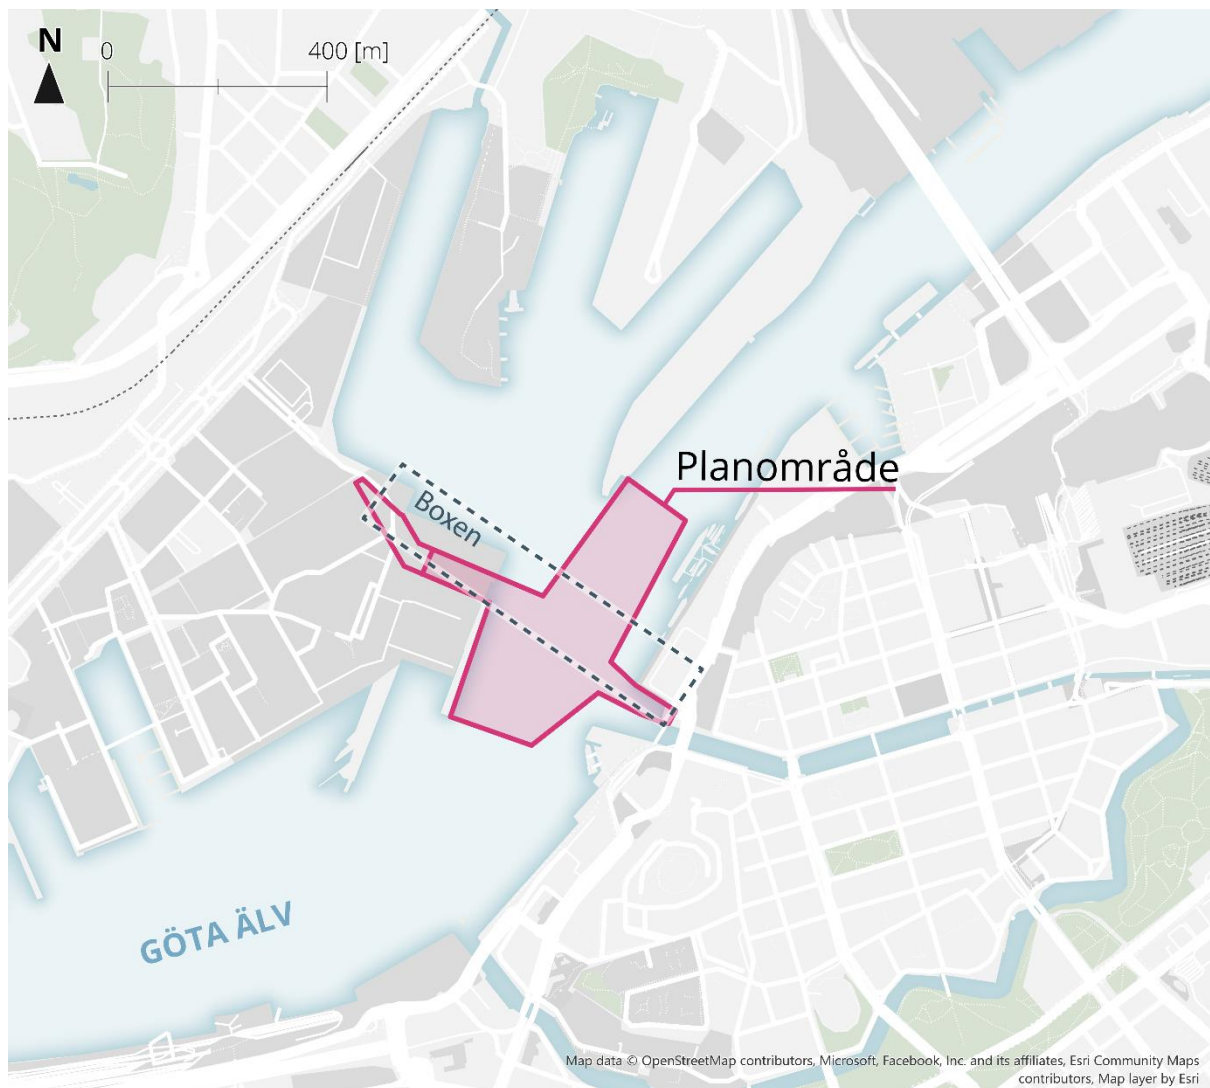 N
0 400 [m]
Planområde
Boxen
GÖTA ÄLV
Map data © OpenStreetMap contributors, Microsoft, Facebook, Inc. and its affiliates, Esri Community Maps
contributors, Map layer by Esri